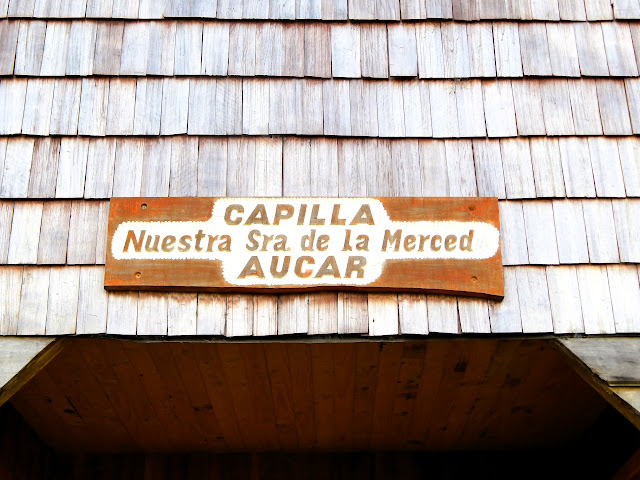 CAPILLA
Nuestra Sra de la Merced
AUCAR